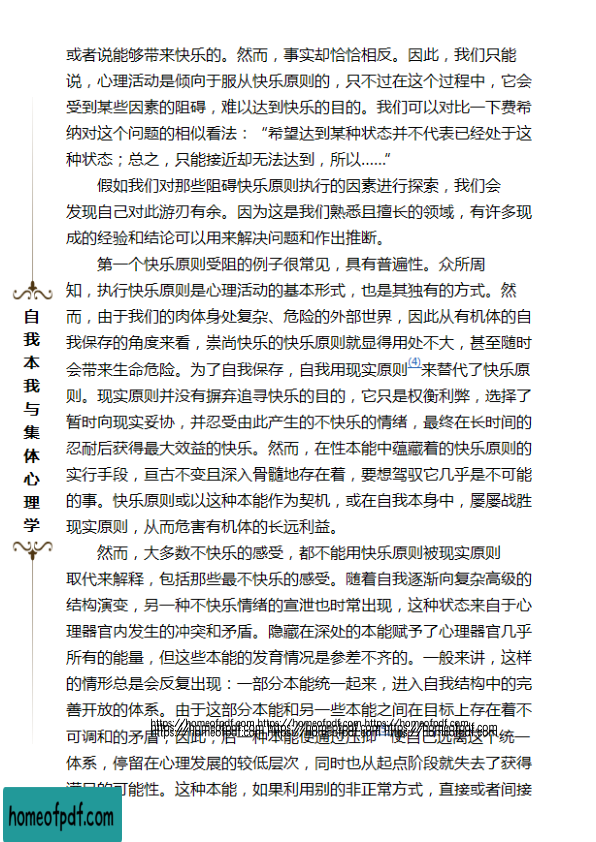 或者说能够带来快乐的。然而，事实却恰恰相反。因此，我们只能
说，心理活动是倾向于服从快乐原则的，只不过在这个过程中，它会
受到某些因素的阻碍，难以达到快乐的目的。我们可以对比一下费希
纳对这个问题的相似看法：“希望达到某种状态并不代表已经处于这
种状态；总之，只能接近却无法达到，所以……”
假如我们对那些阻碍快乐原则执行的因素进行探索，我们会
发现自己对此游刃有余。因为这是我们熟悉且擅长的领域，有许多现
成的经验和结论可以用来解决问题和作出推断。
第一个快乐原则受阻的例子很常见，具有普遍性。众所周
知，执行快乐原则是心理活动的基本形式，也是其独有的方式。然
而，由于我们的肉体身处复杂、危险的外部世界，因此从有机体的自
我保存的角度来看，崇尚快乐的快乐原则就显得用处不大，甚至随时
会带来生命危险。为了自我保存，自我用现实原则(4)来替代了快乐原
则。现实原则并没有摒弃追寻快乐的目的，它只是权衡利弊，选择了
暂时向现实妥协，并忍受由此产生的不快乐的情绪，最终在长时间的
忍耐后获得最大效益的快乐。然而，在性本能中蕴藏着的快乐原则的
实行手段，亘古不变且深入骨髓地存在着，要想驾驭它几乎是不可能
的事。快乐原则或以这种本能作为契机，或在自我本身中，屡屡战胜
现实原则，从而危害有机体的长远利益。
然而，大多数不快乐的感受，都不能用快乐原则被现实原则
取代来解释，包括那些最不快乐的感受。随着自我逐渐向复杂高级的
结构演变，另一种不快乐情绪的宣泄也时常出现，这种状态来自于心
理器官内发生的冲突和矛盾。隐藏在深处的本能赋予了心理器官几乎
所有的能量，但这些本能的发育情况是参差不齐的。一般来讲，这样
的情形总是会反复出现：一部分本能统一起来，进入自我结构中的完
善开放的体系。由于这部分本能和另一些本能之间在目标上存在着不
可调和的矛盾，因此，后一种本能便通过压抑 使自己远离这个统一
体系，停留在心理发展的较低层次，同时也从起点阶段就失去了获得
满足的可能性。这种本能，如果利用别的非正常方式，直接或者间接
自我本我与集体心理学
https://homeofpdf.com https://homeofpdf.com https://homeofpdf.com
https://homeofpdf.com https://homeofpdf.com https://homeofpdf.com
homeofpdf.com